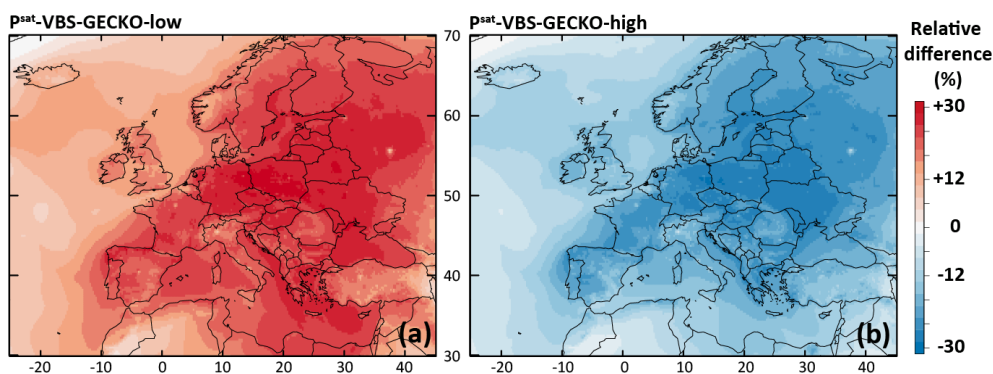 Psat-VBS-GECKO-low
Psat-VBS-GECKO-high
Relative
difference
(%)
70
60
50
40
30
+30
+12
0
-12
-30
(a)
(b)
-20 -10 0 10 20 30 40
-20 -10 0 10 20 30 40